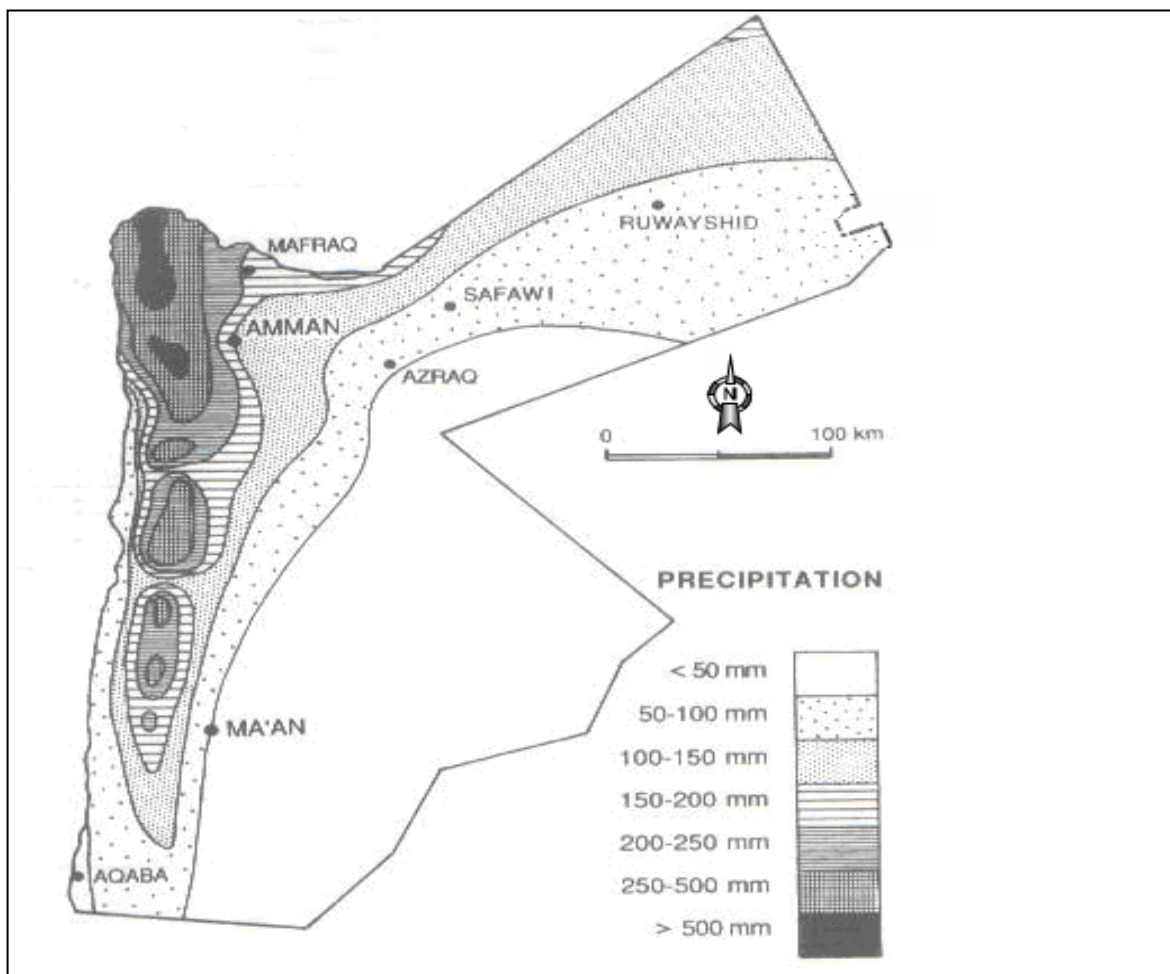 MAFRAQ
RUWAYSHID
SAFAWI
AMMAN
AZRAQ
N
0 100 km
PRECIPITATION
< 50 mm
50-100 mm
100-150 mm
MA'AN
150-200 mm
200-250 mm
AQABA
250-500 mm
> 500 mm